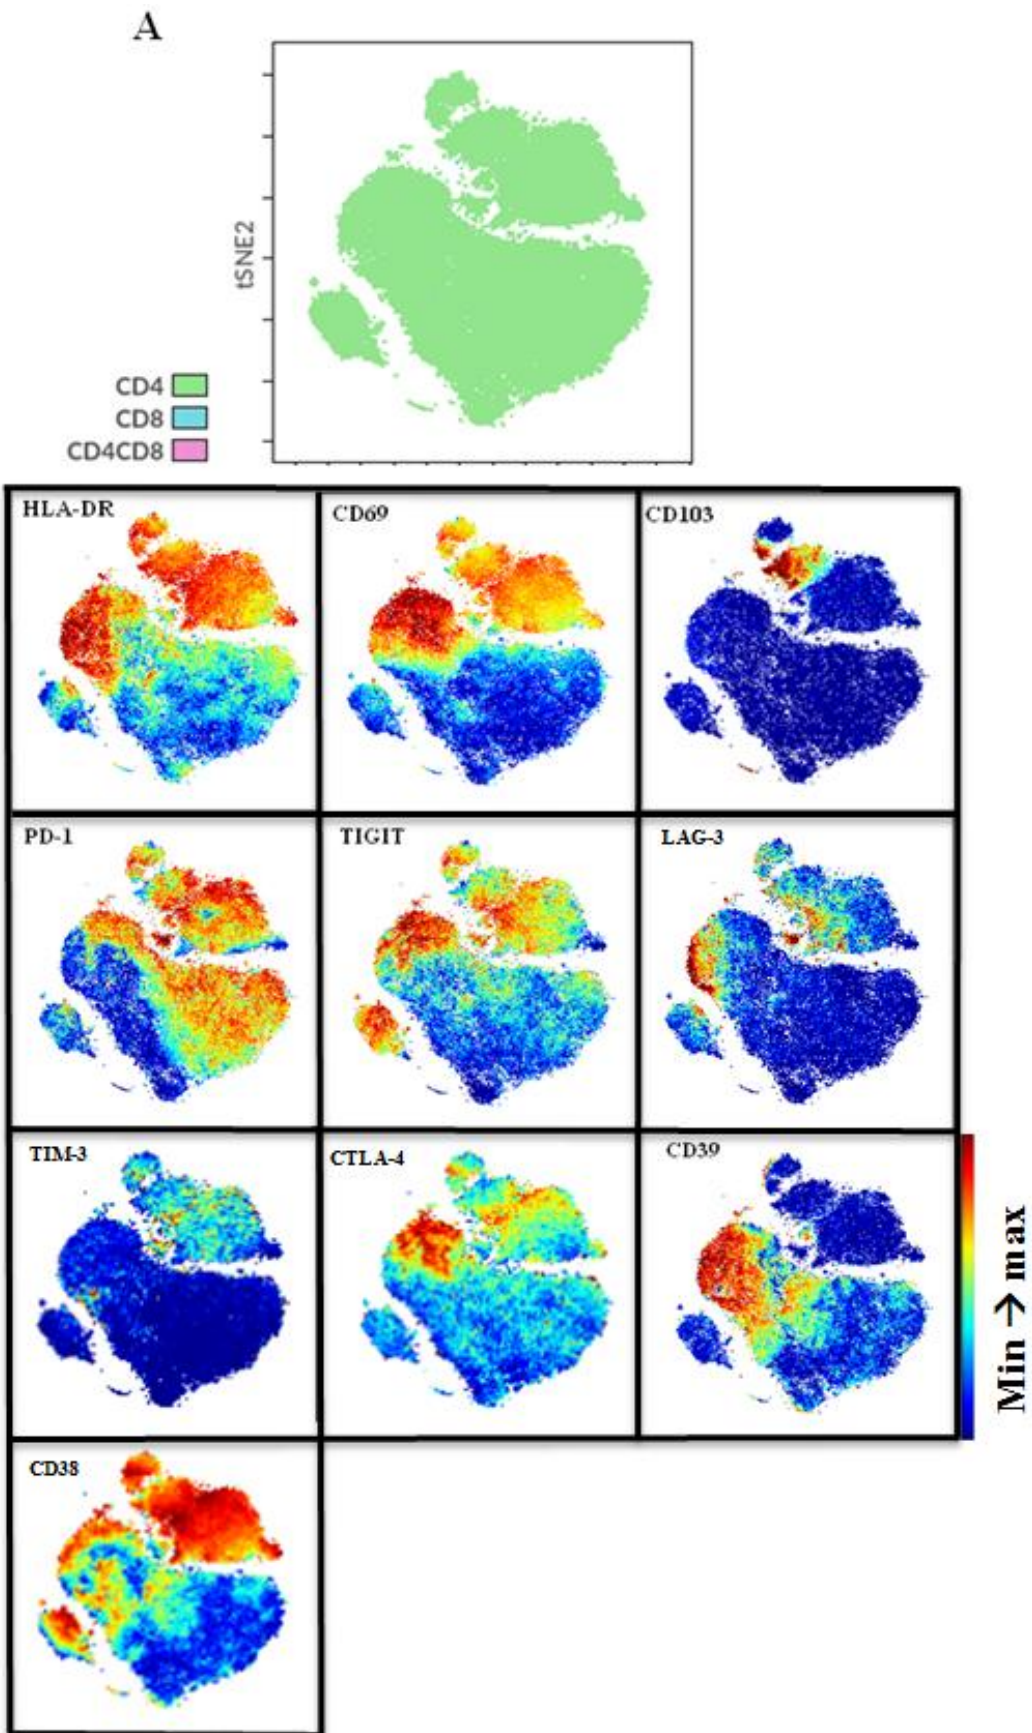 A
tSNE2
CD4
CD8
CD4CD8
HLA-DR
CD69
CD103
PD-1
TIGIT
LAG-3
TIM-3
CTLA-4
CD39
Min → max
CD38